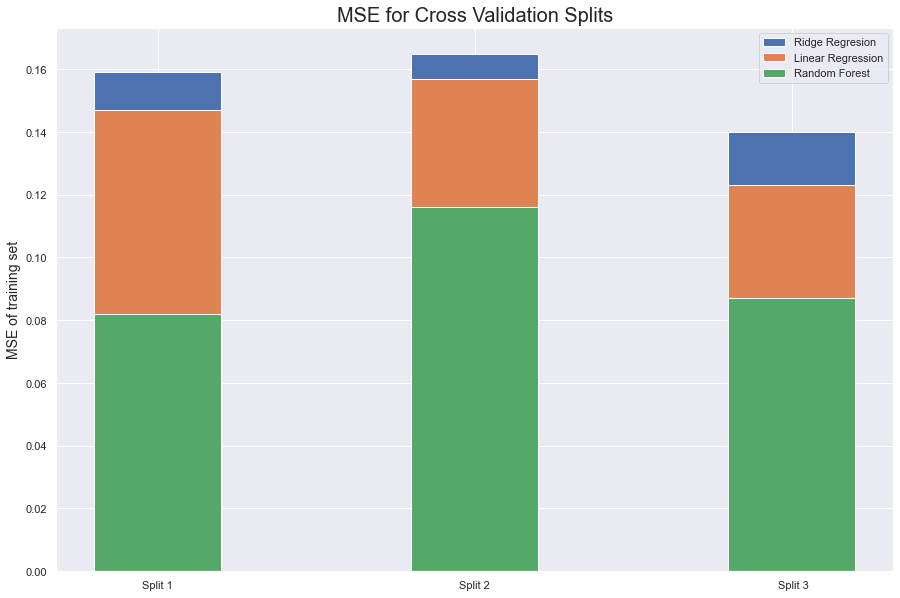 MSE for Cross Validation Splits
Ridge Regresion
Linear Regression
Random Forest
MSE of training set
0.16
0.14
0.12
0.10
0.08
0.06
0.04
0.02
0.00
Split 1
Split 2
Split 3